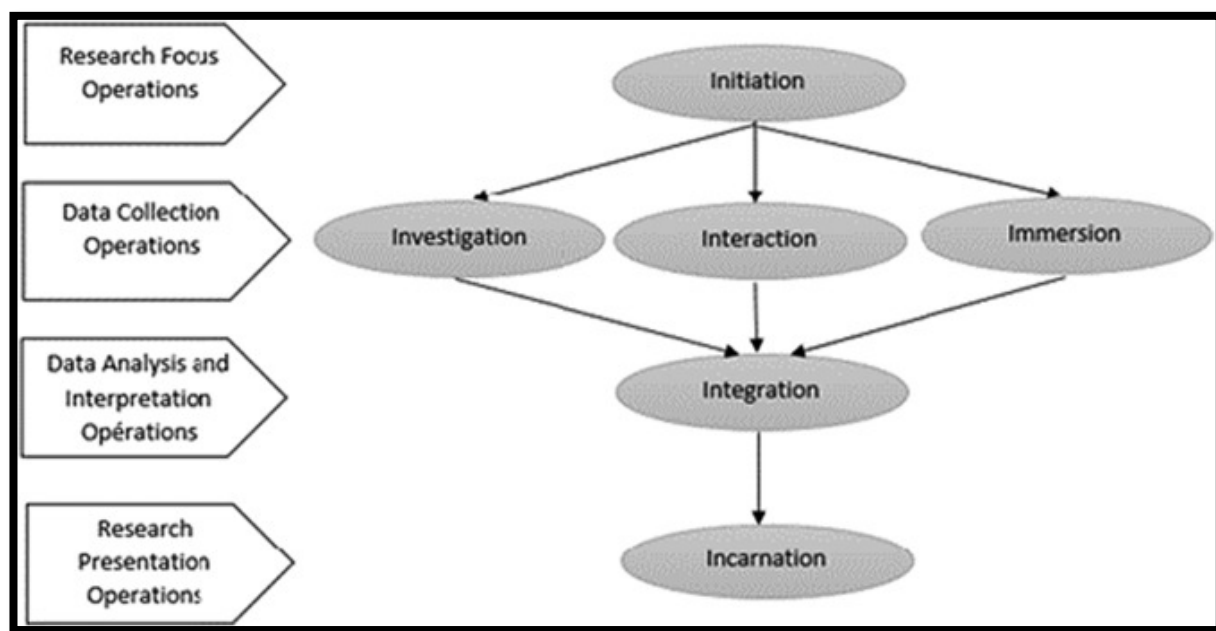 Research Focus
Operations
Initiation
Data Collection
Operations
Investigation
Interaction
Immersion
Data Analysis and
Interpretation
Opérations
Integration
Research
Presentation
Operations
Incarnation